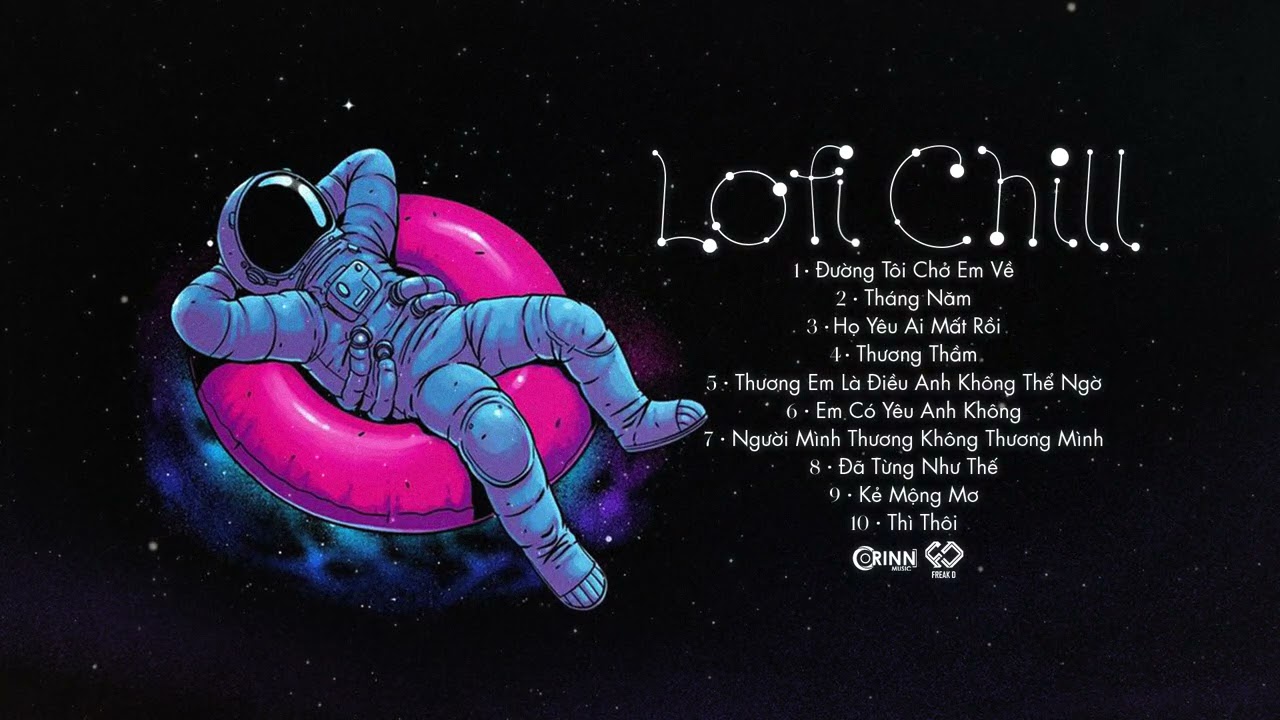 Lofi Chill
1 • Đường Tôi Chở Em Về
2 • Tháng Năm
3 • Họ Yêu Ai Mất Rồi
4 • Thương Thầm
5 • Thương Em Là Điều Anh Không Thể Ngờ
6 • Em Có Yêu Anh Không
7 • Người Mình Thương Không Thương Mình
8 • Đã Từng Như Thế
9 • Kẻ Mộng Mơ
10 • Thì Thôi
ORINN MUSIC
FREAK D